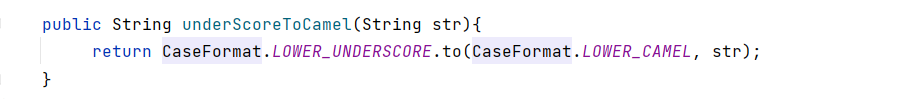 public String underScoreToCamel(String str){
    return CaseFormat.LOWER_UNDERSCORE.to(CaseFormat.LOWER_CAMEL, str);
}